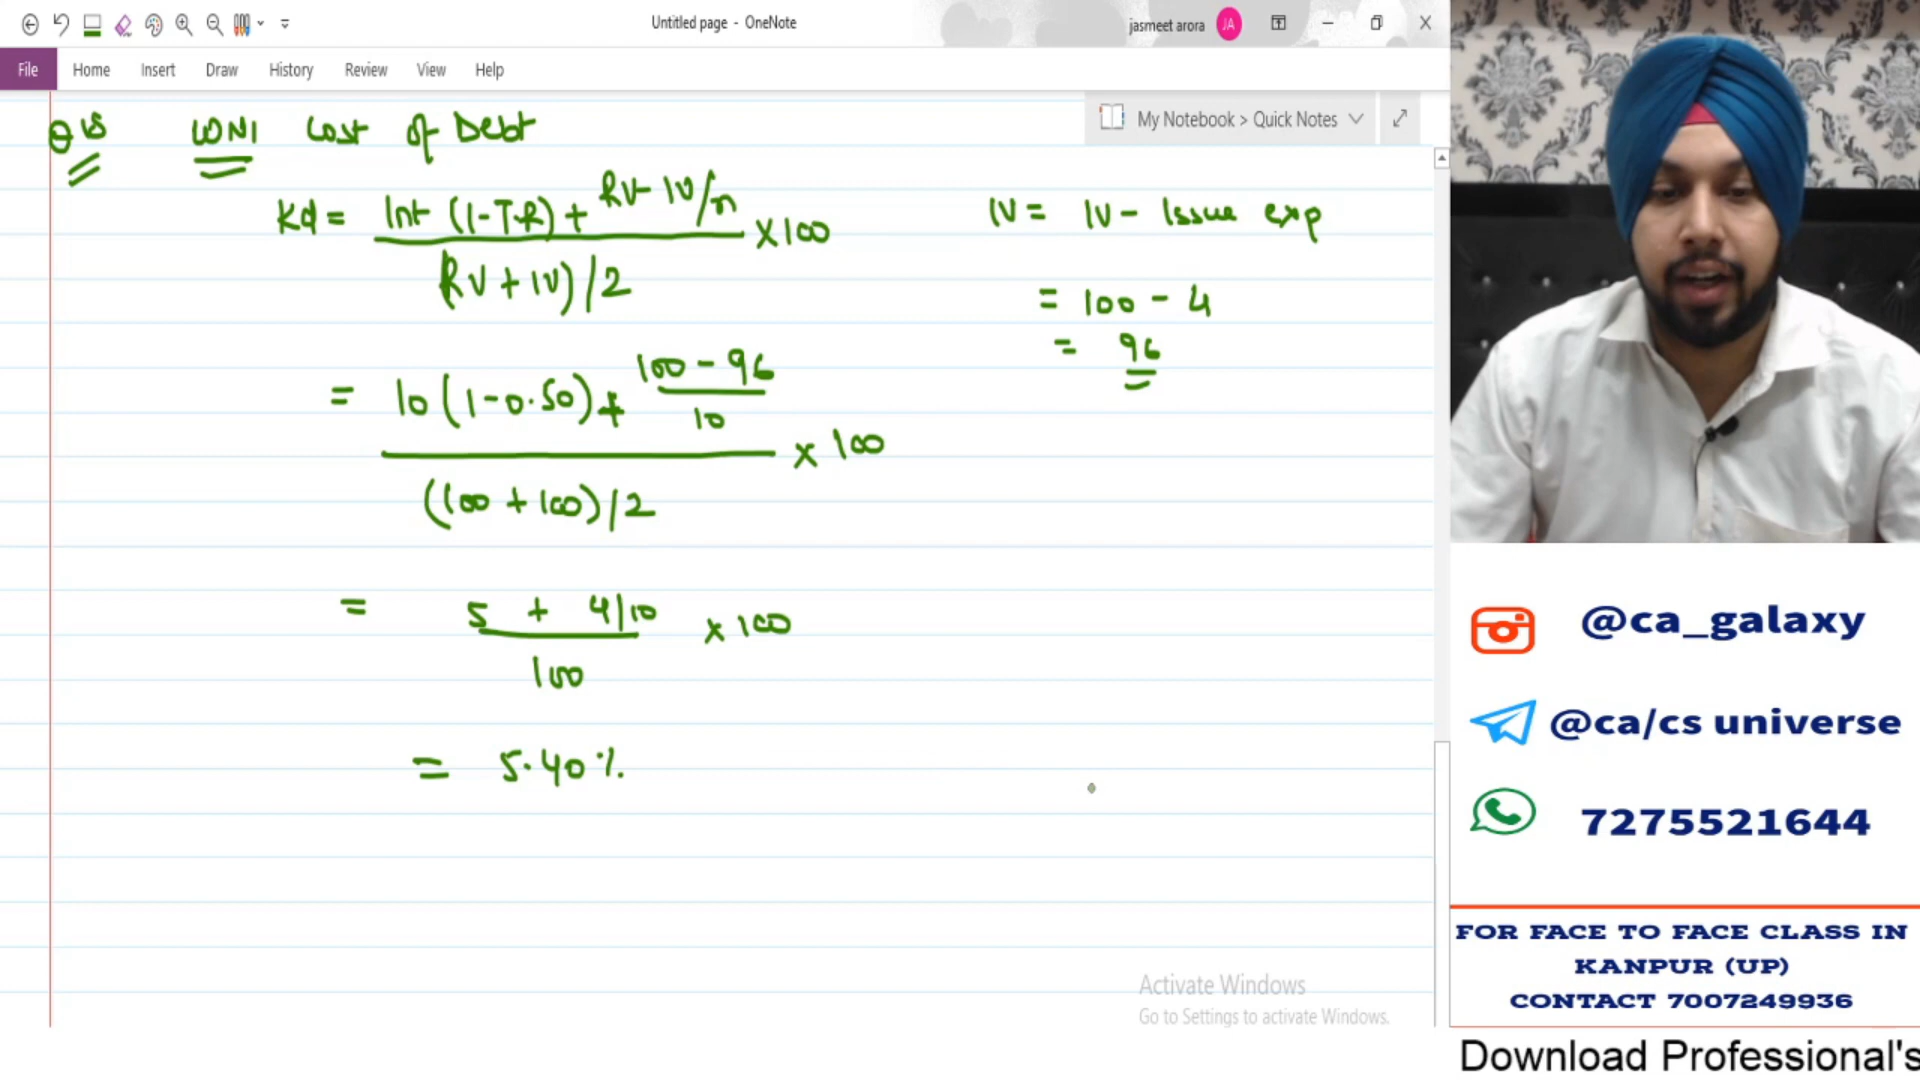 Untitled page - OneNote
jasmeet arora JA
File Home Insert Draw History Review View Help
My Notebook > Quick Notes
Q 15 WN1 Cost of Debt
Kd = Int (1-T.R) + RV-IV/n
(RV+IV)/2 ×100
IV = IV - Issue exp
= 100 - 4
= 96
= 10(1-0.50) + 100-96
10
(100+100)/2 × 100
= 5 + 4/10
100 × 100
= 5.40%
@ca_galaxy
@ca/cs universe
7275521644
FOR FACE TO FACE CLASS IN
KANPUR (UP)
CONTACT 7007249936
Activate Windows
Go to Settings to activate Windows.
Download Professional's